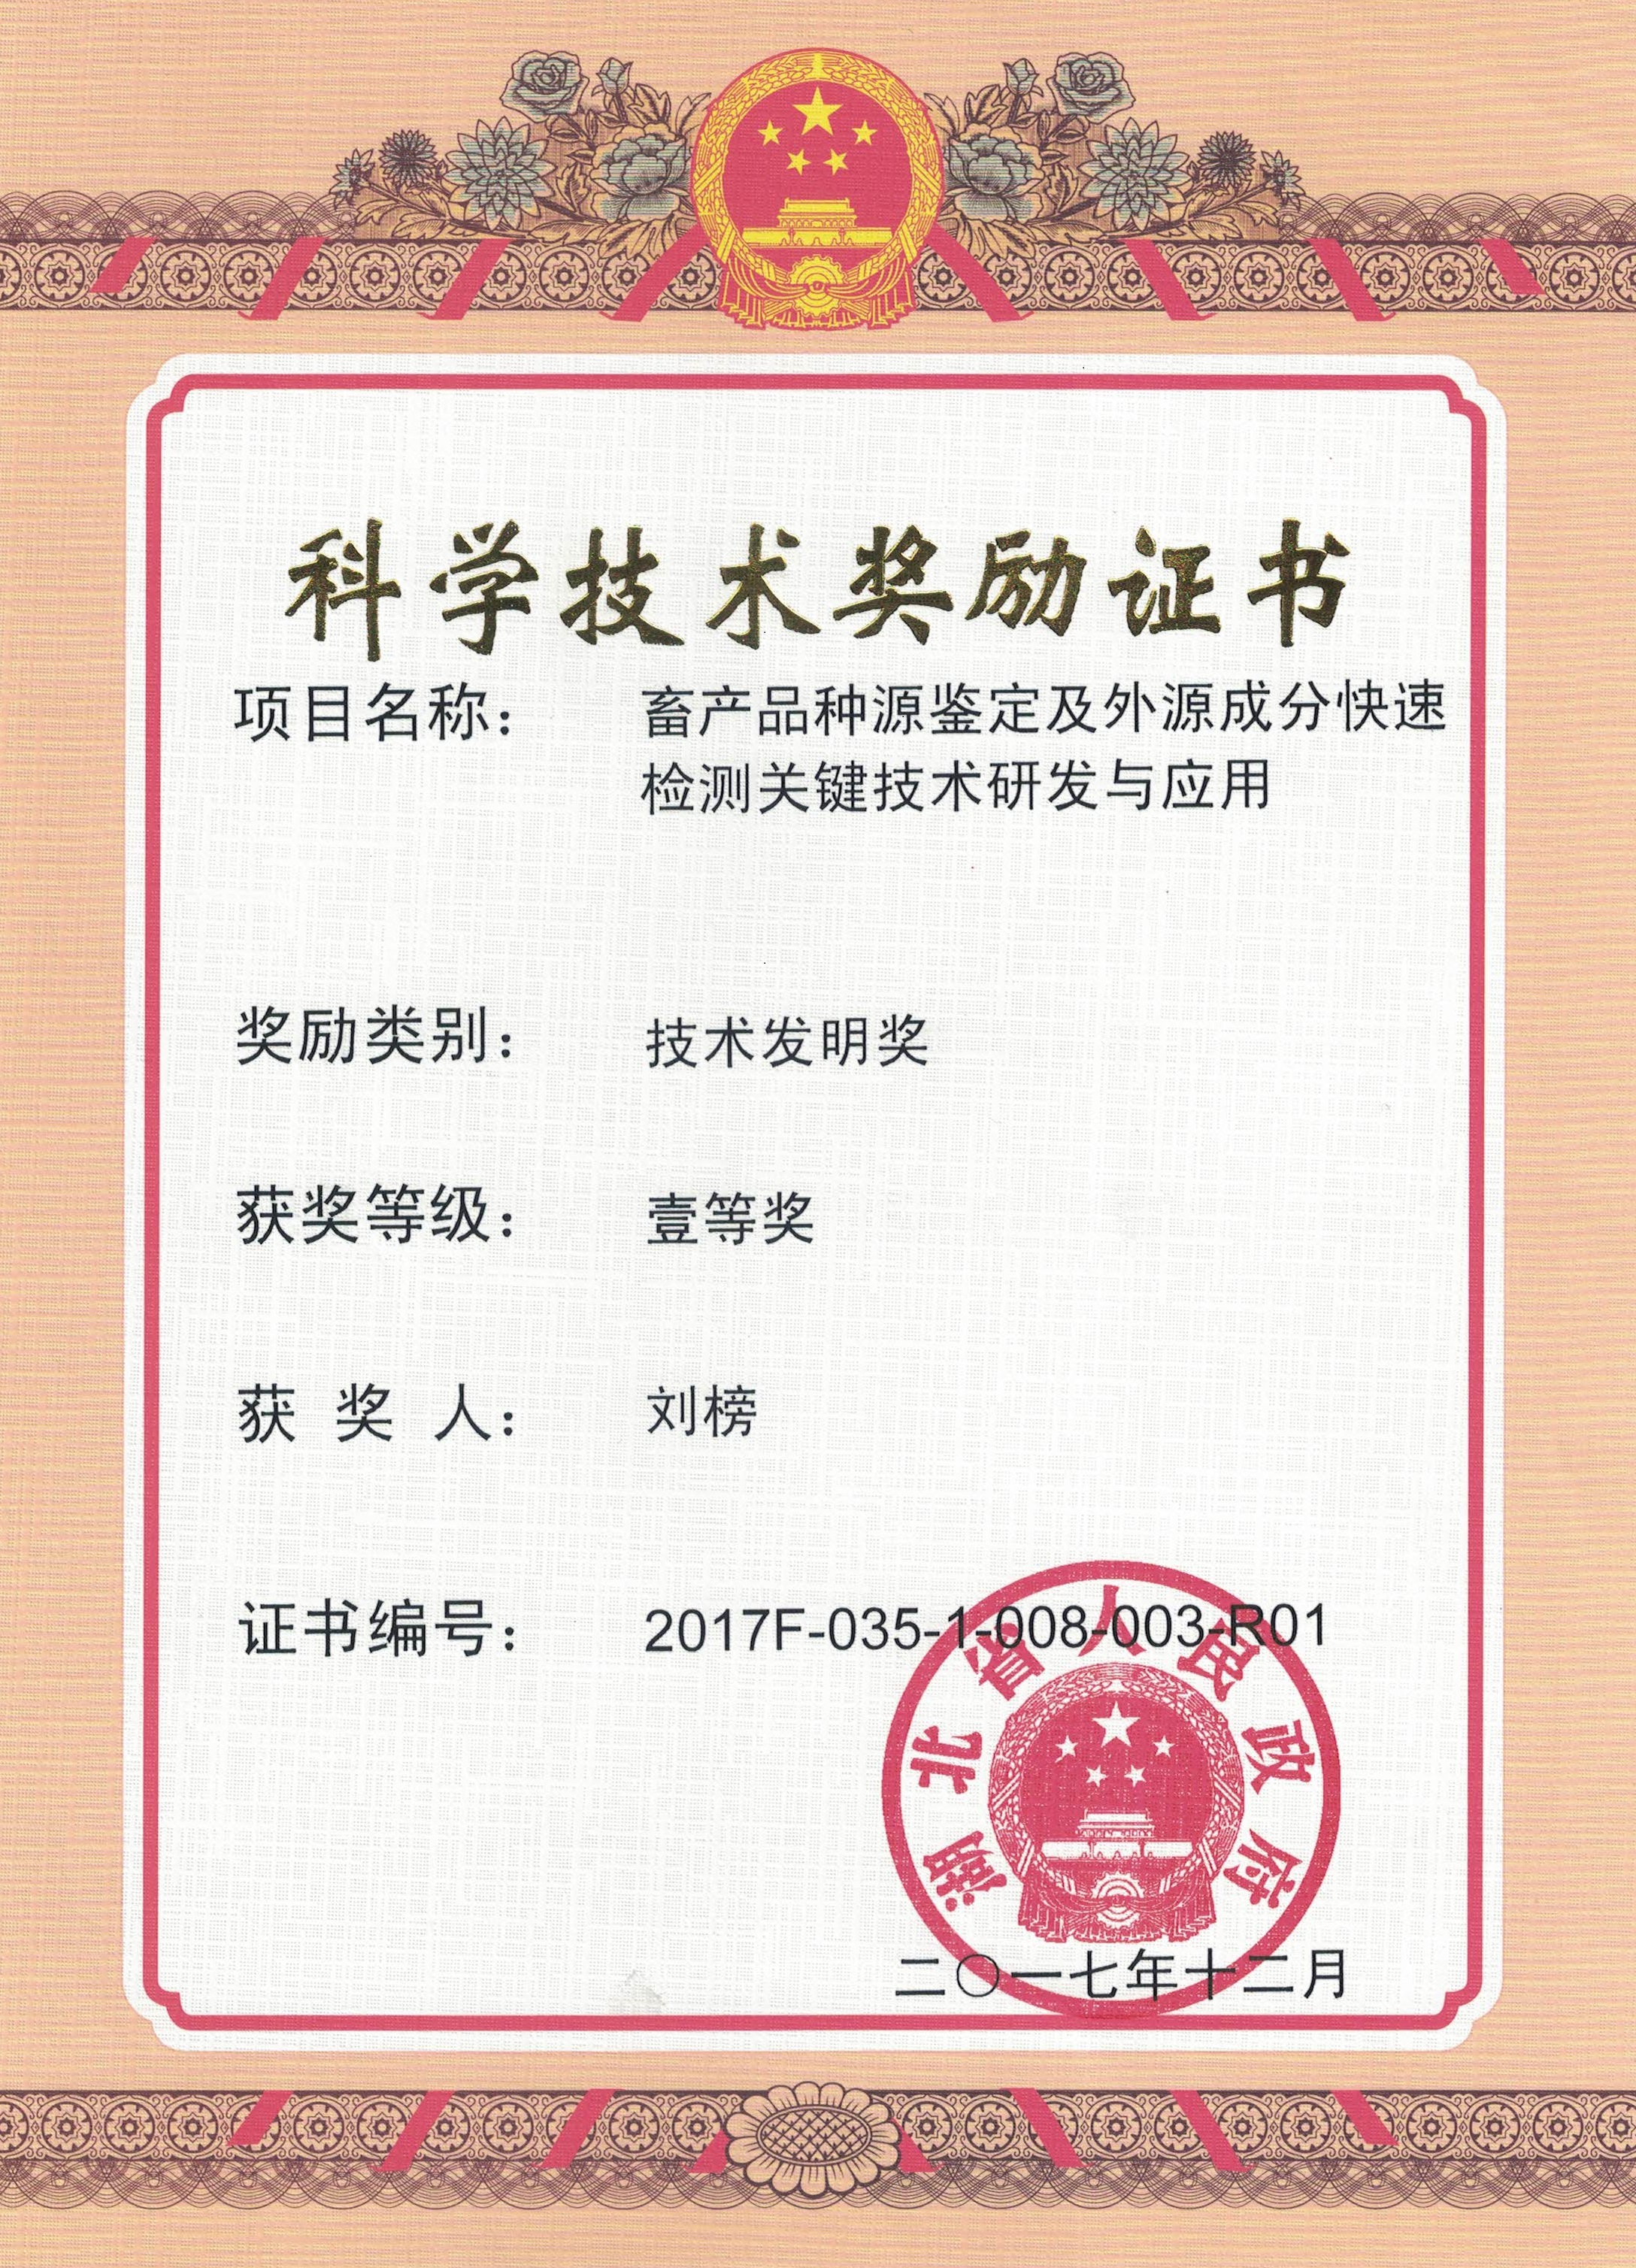 科学技术奖励证书
项目名称： 畜产品种源鉴定及外源成分快速
检测关键技术研发与应用
奖励类别： 技术发明奖
获奖等级： 壹等奖
获 奖 人： 刘榜
证书编号： 2017F-035-1-008-003-R01
湖北省人民政府
二〇一七年十二月